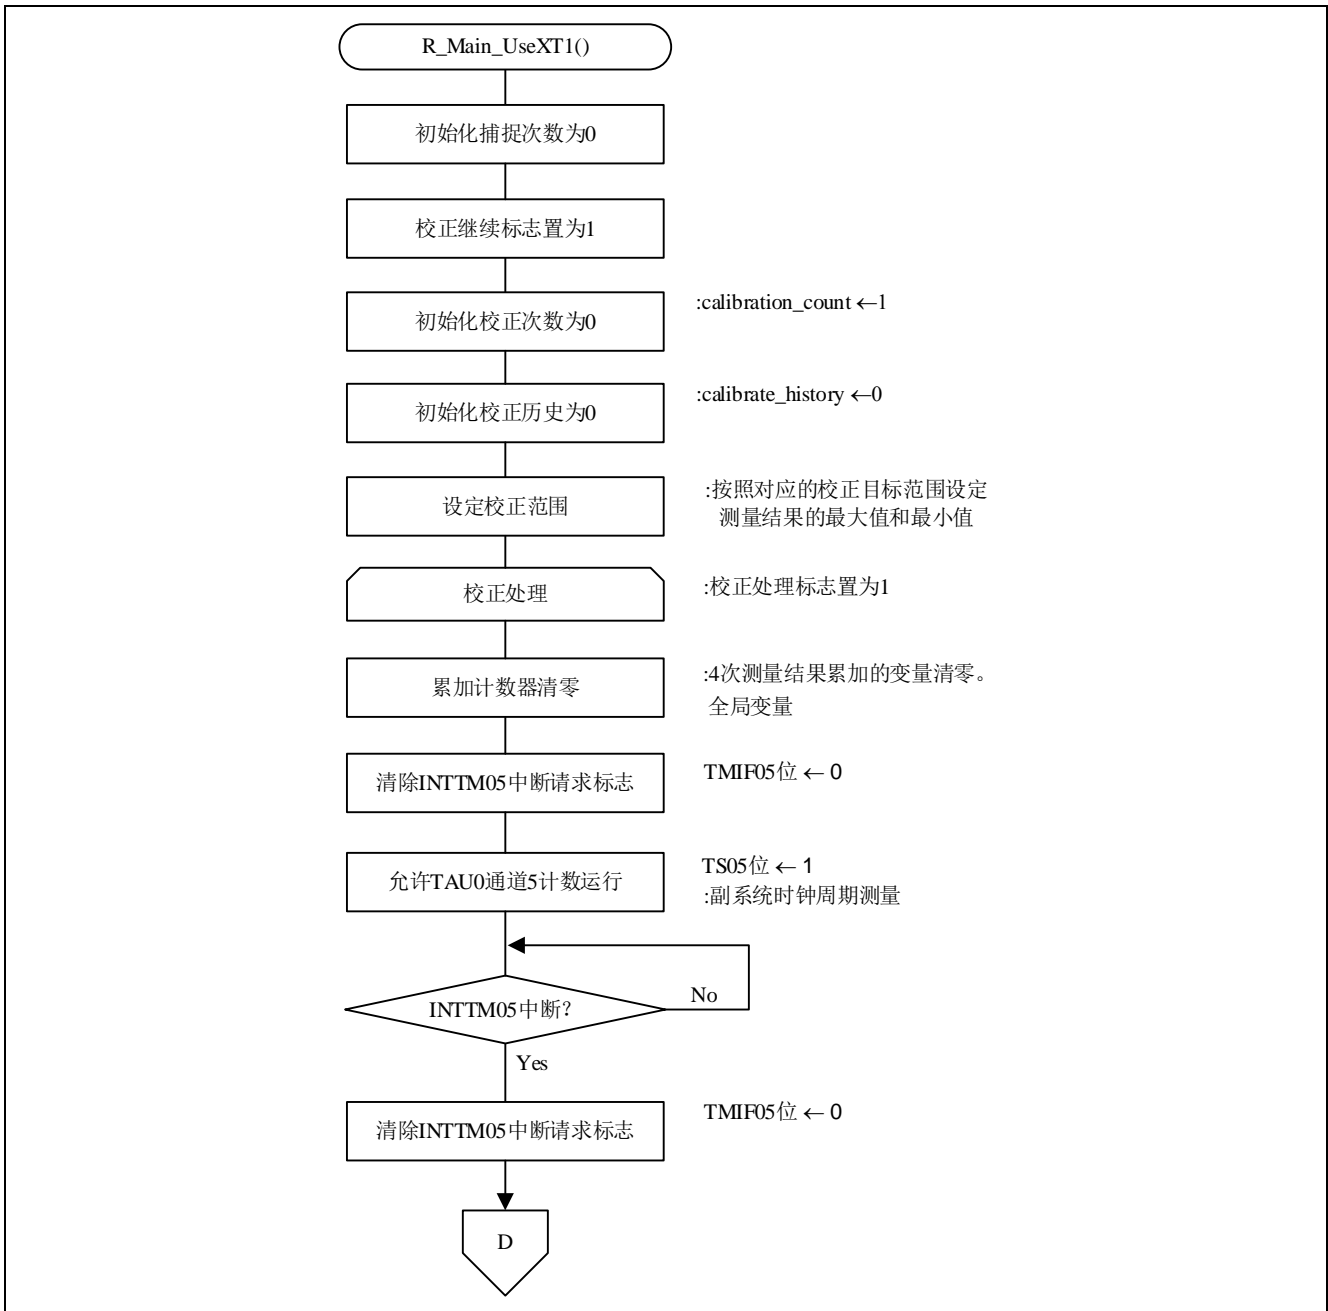 R_Main_UseXT1()
初始化捕捉次数为0
校正继续标志置为1
初始化校正次数为0
:calibration_count ←1
初始化校正历史为0
:calibrate_history ←0
设定校正范围
:按照对应的校正目标范围设定
测量结果的最大值和最小值
校正处理
:校正处理标志置为1
累加计数器清零
:4次测量结果累加的变量清零。
全局变量
清除INTTM05中断请求标志
TMIF05位 ← 0
允许TAU0通道5计数运行
TS05位 ← 1
:副系统时钟周期测量
INTTM05中断?
No
Yes
清除INTTM05中断请求标志
TMIF05位 ← 0
D